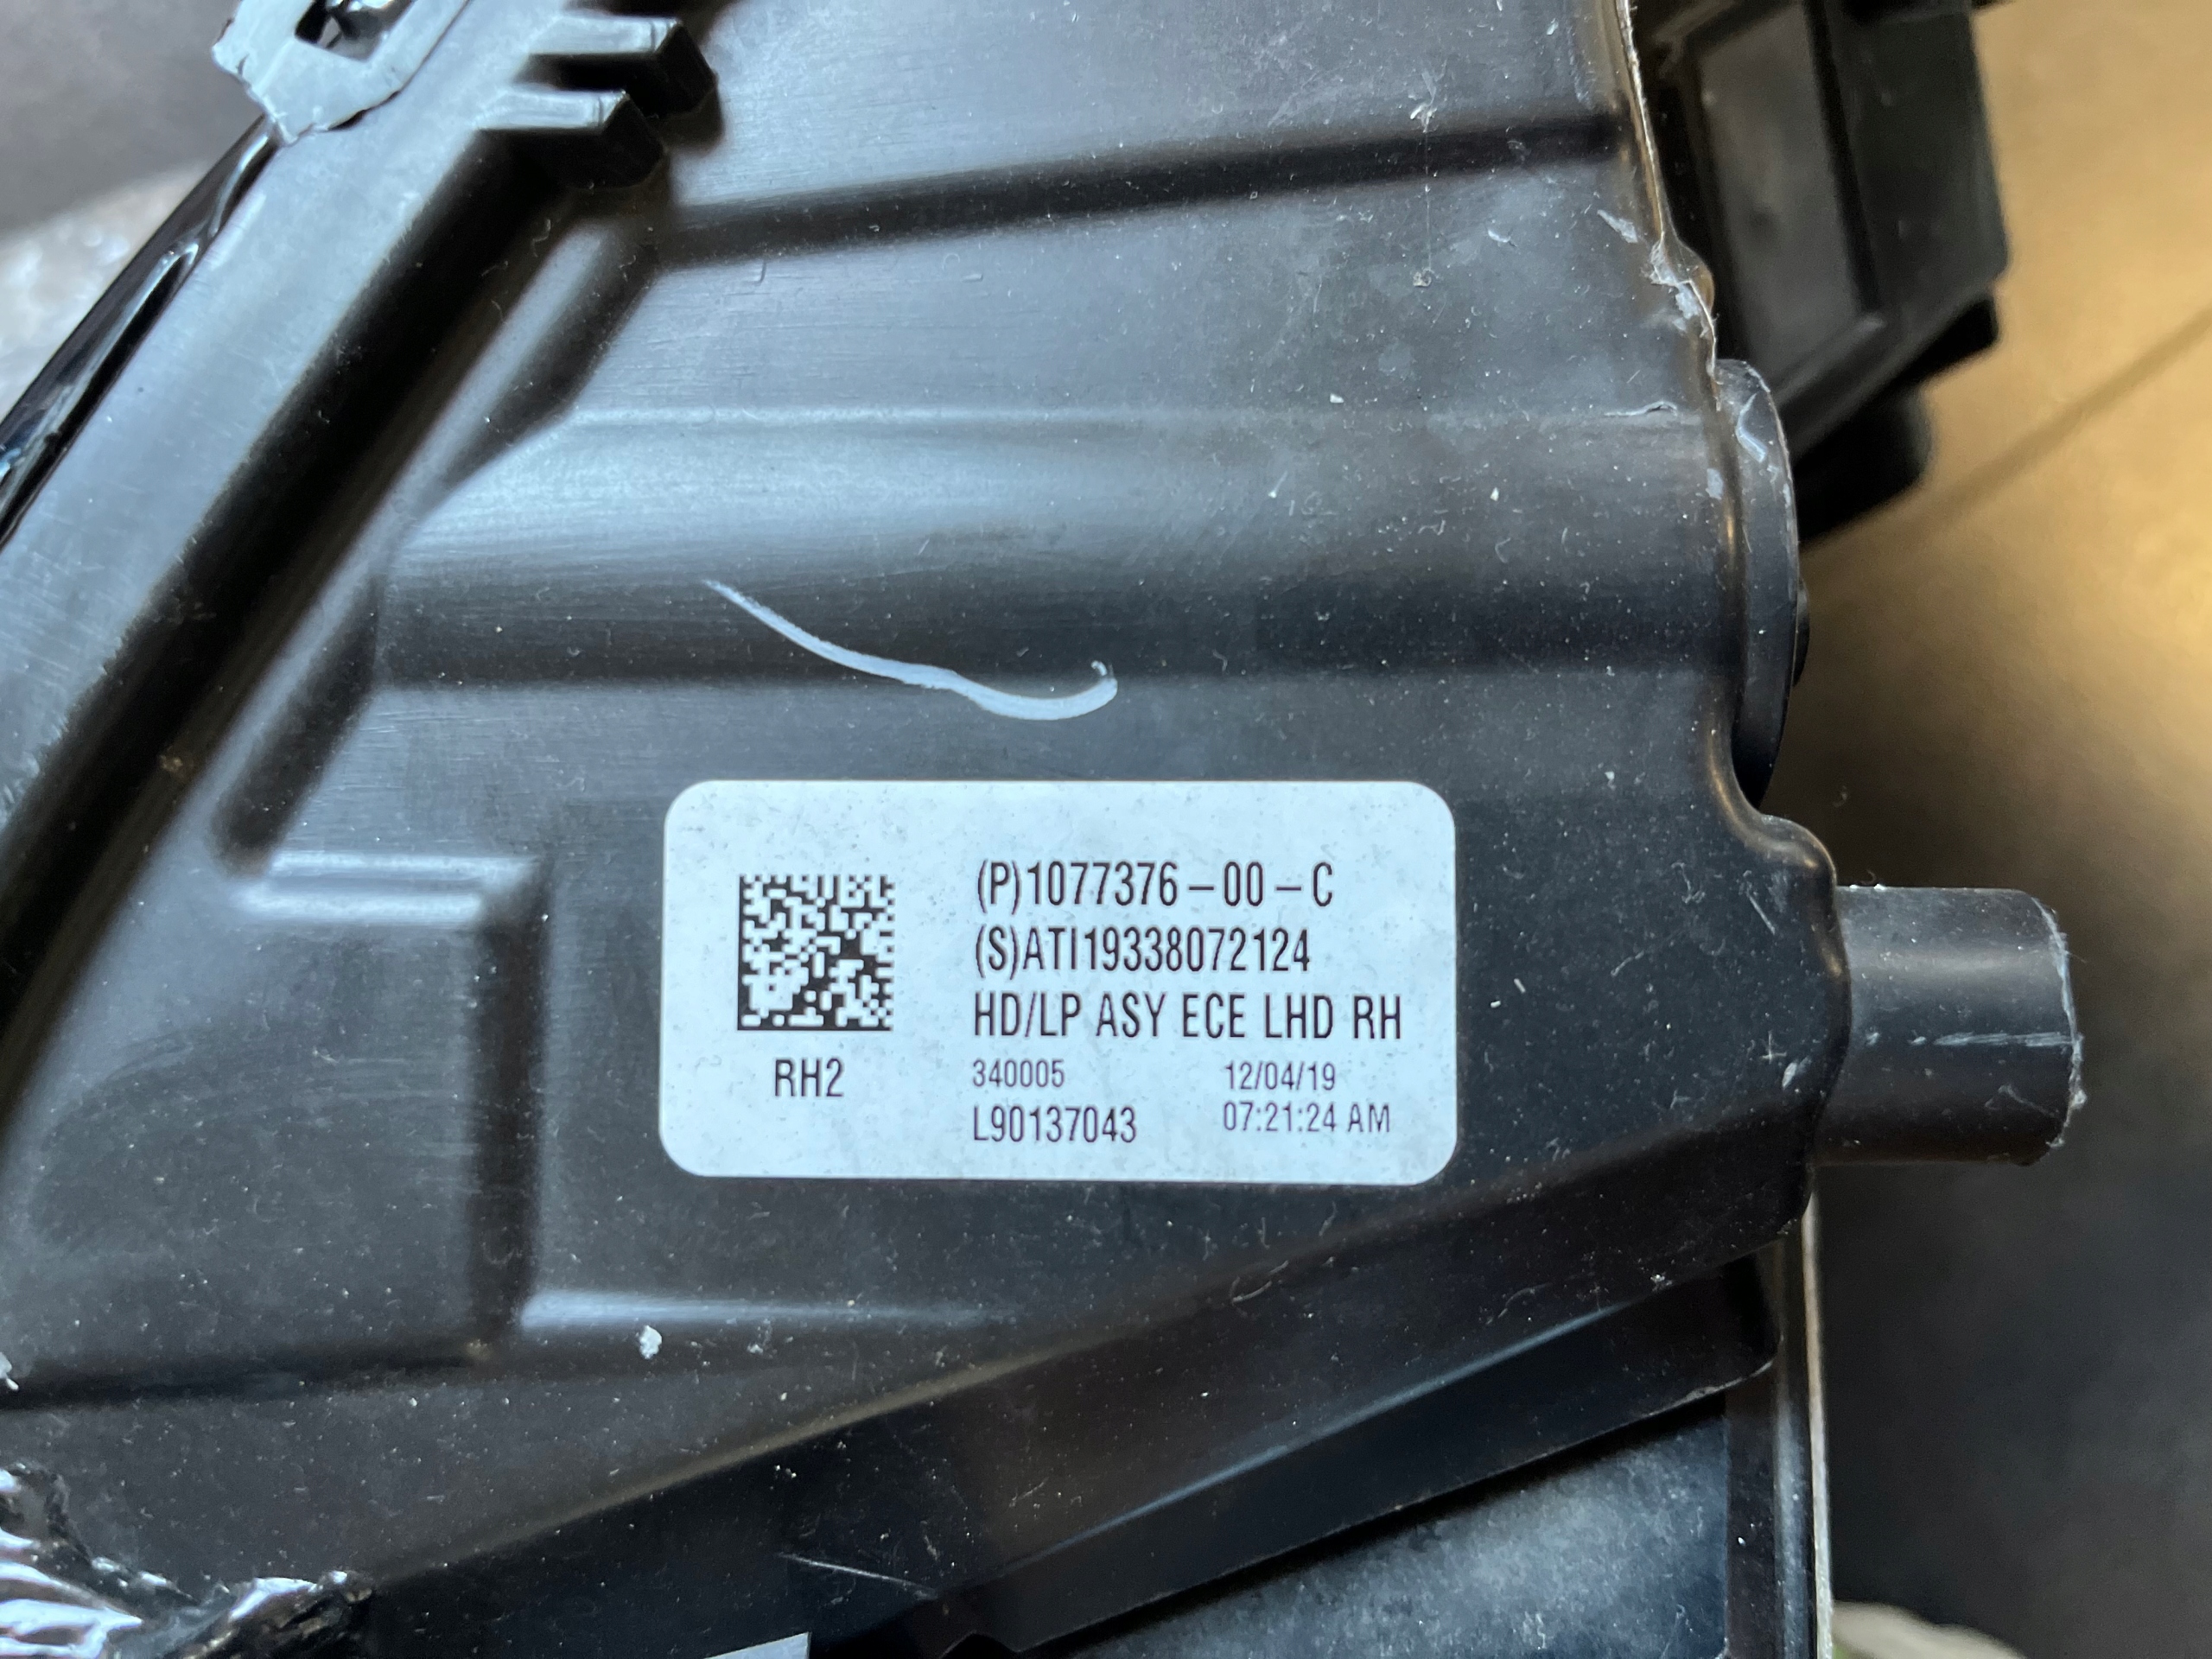 (P)1077376-00-C
(S)ATI19338072124
HD/LP ASY ECE LHD RH
RH2
340005 12/04/19
L90137043 07:21:24 AM